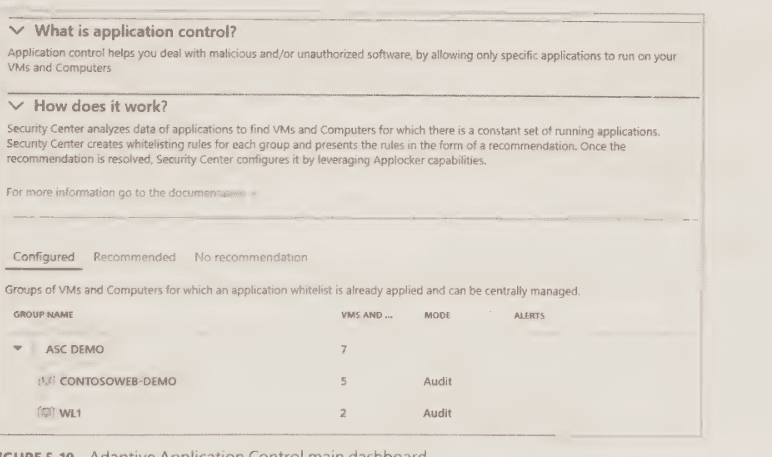 What is application control?
Application control helps you deal with malicious and/or unauthorized software, by allowing only specific applications to run on your
VMs and Computers
How does it work?
Security Center analyzes data of applications to find VMs and Computers for which there is a constant set of running applications.
Security Center creates whitelisting rules for each group and presents the rules in the form of a recommendation. Once the
recommendation is resolved, Security Center configures it by leveraging Applocker capabilities.
For more information go to the
Configured Recommended No recommendation
Groups of VMs and Computers for which an application whitelist is already applied and can be centrally managed.
GROUP NAME VMS AND ... MODE ALERTS
ASC DEMO 7
CONTOSOWEB-DEMO 5 Audit
WL1 2 Audit
Adaptive Application Control main dashboard